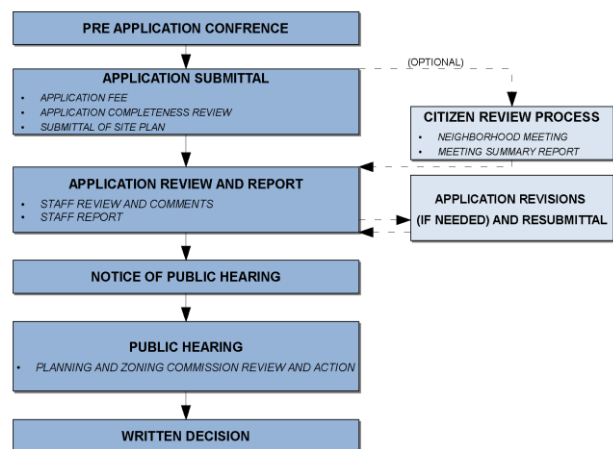 PRE APPLICATION CONFRENCE
APPLICATION SUBMITTAL
• APPLICATION FEE
• APPLICATION COMPLETENESS REVIEW
• SUBMITTAL OF SITE PLAN
(OPTIONAL)
CITIZEN REVIEW PROCESS
• NEIGHBORHOOD MEETING
• MEETING SUMMARY REPORT
APPLICATION REVIEW AND REPORT
• STAFF REVIEW AND COMMENTS
• STAFF REPORT
APPLICATION REVISIONS
(IF NEEDED) AND RESUBMITTAL
NOTICE OF PUBLIC HEARING
PUBLIC HEARING
• PLANNING AND ZONING COMMISSION REVIEW AND ACTION
WRITTEN DECISION